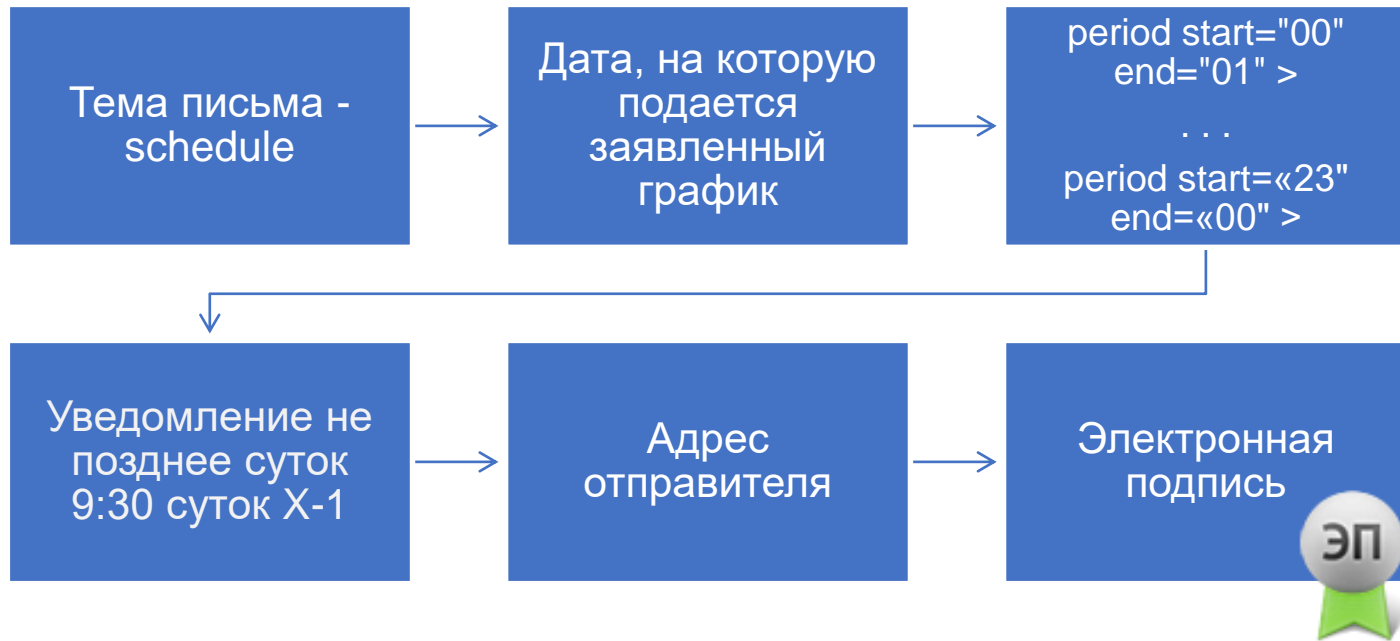 Тема письма -
schedule
Дата, на которую
подается
заявленный
график
period start="00"
end="01" >
. . .
period start=«23"
end=«00" >
Уведомление не
позднее суток
9:30 суток X-1
Адрес
отправителя
Электронная
подпись
ЭП